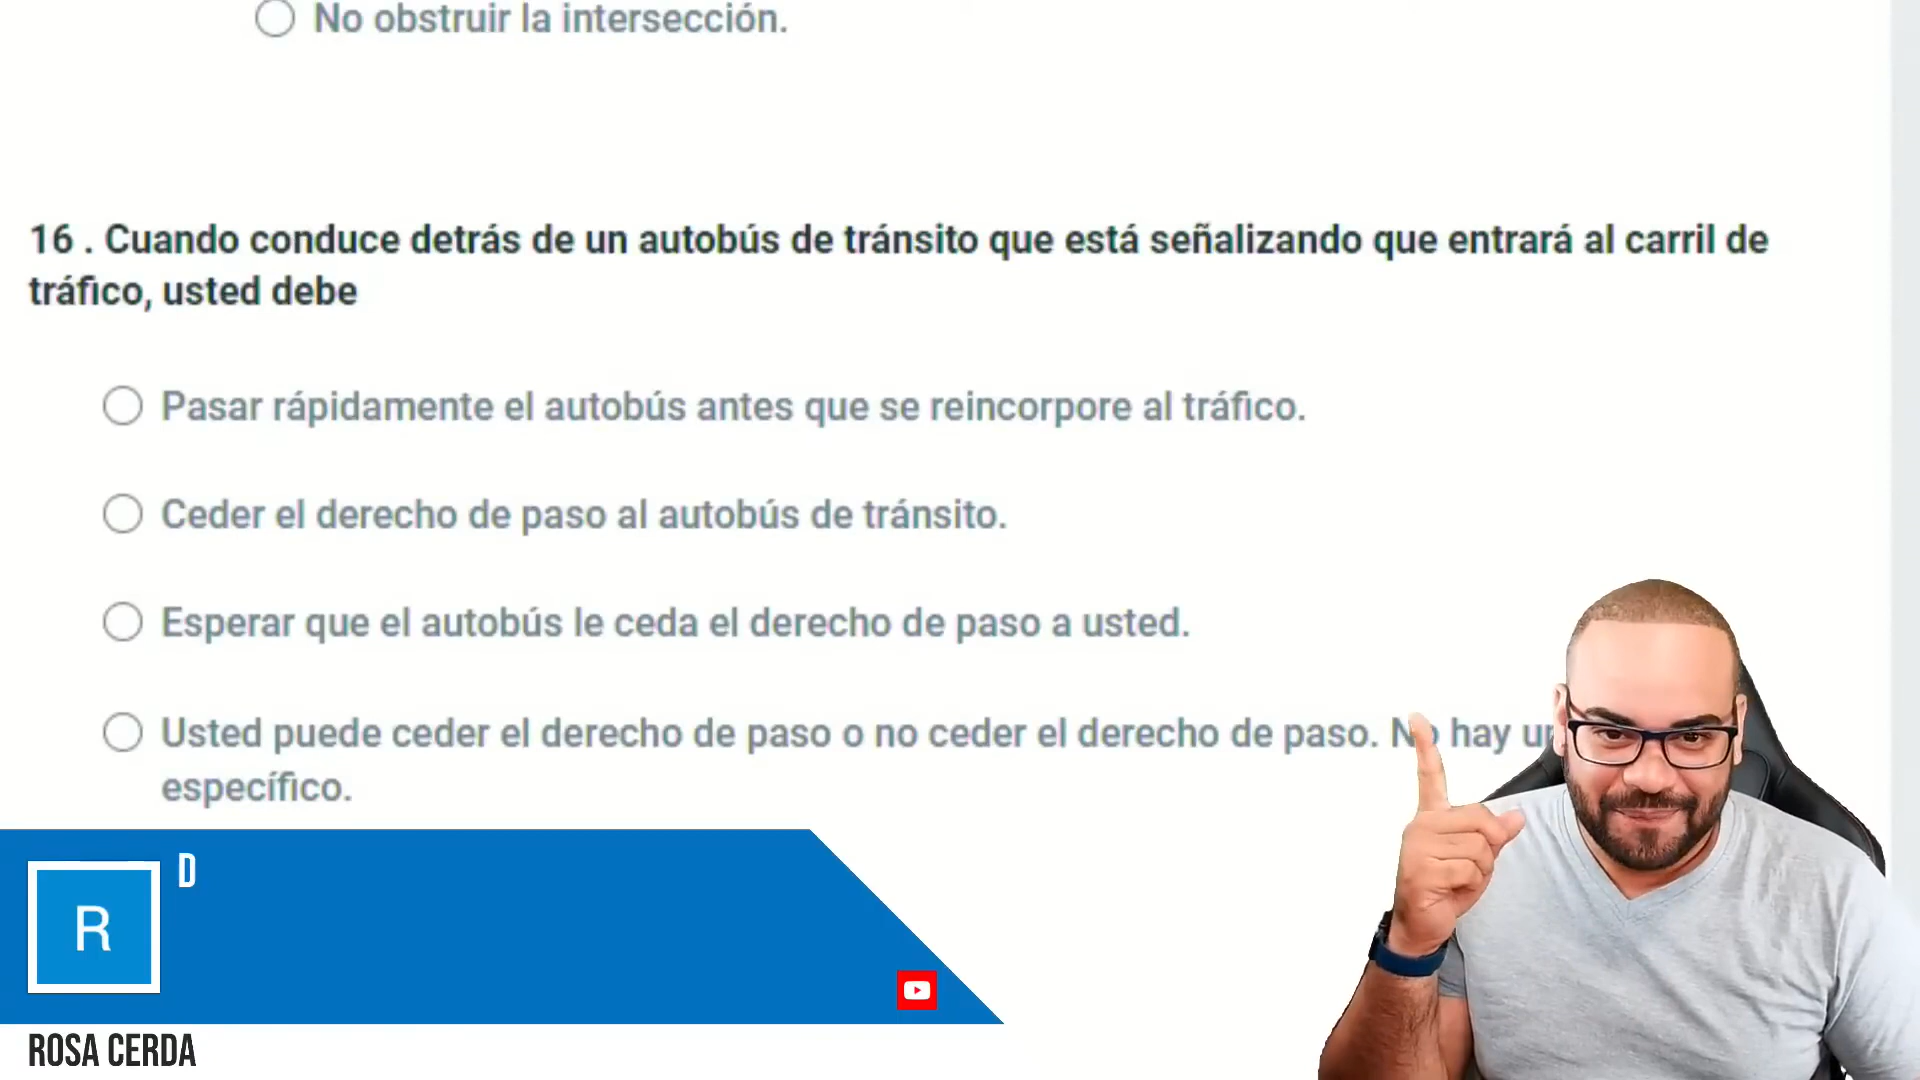 No obstruir la intersección.
16 . Cuando conduce detrás de un autobús de tránsito que está señalizando que entrará al carril de
tráfico, usted debe
Pasar rápidamente el autobús antes que se reincorpore al tráfico.
Ceder el derecho de paso al autobús de tránsito.
Esperar que el autobús le ceda el derecho de paso a usted.
Usted puede ceder el derecho de paso o no ceder el derecho de paso. No hay
específico.
D
R
ROSA CERDA